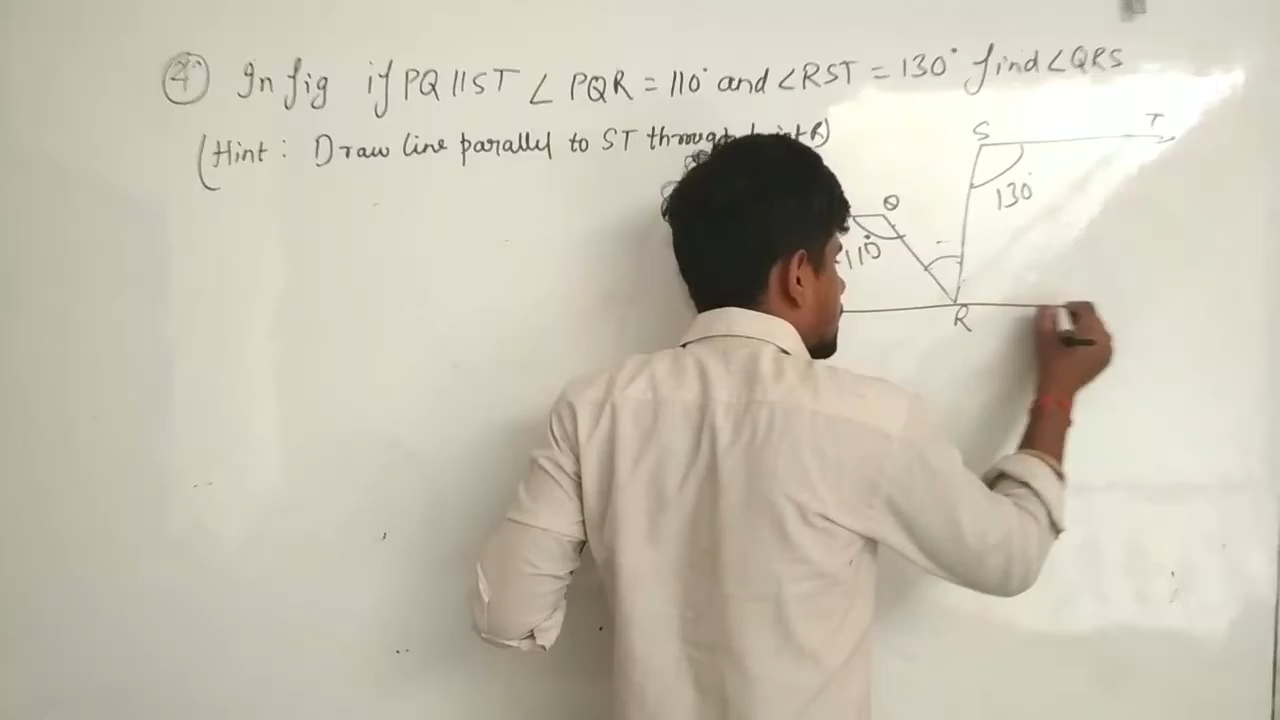 4 In fig if PQ || ST ∠ PQR = 110° and ∠RST = 130° find ∠QRS
(Hint : Draw line parallel to ST through R)
S T
130°
Q
110°
R